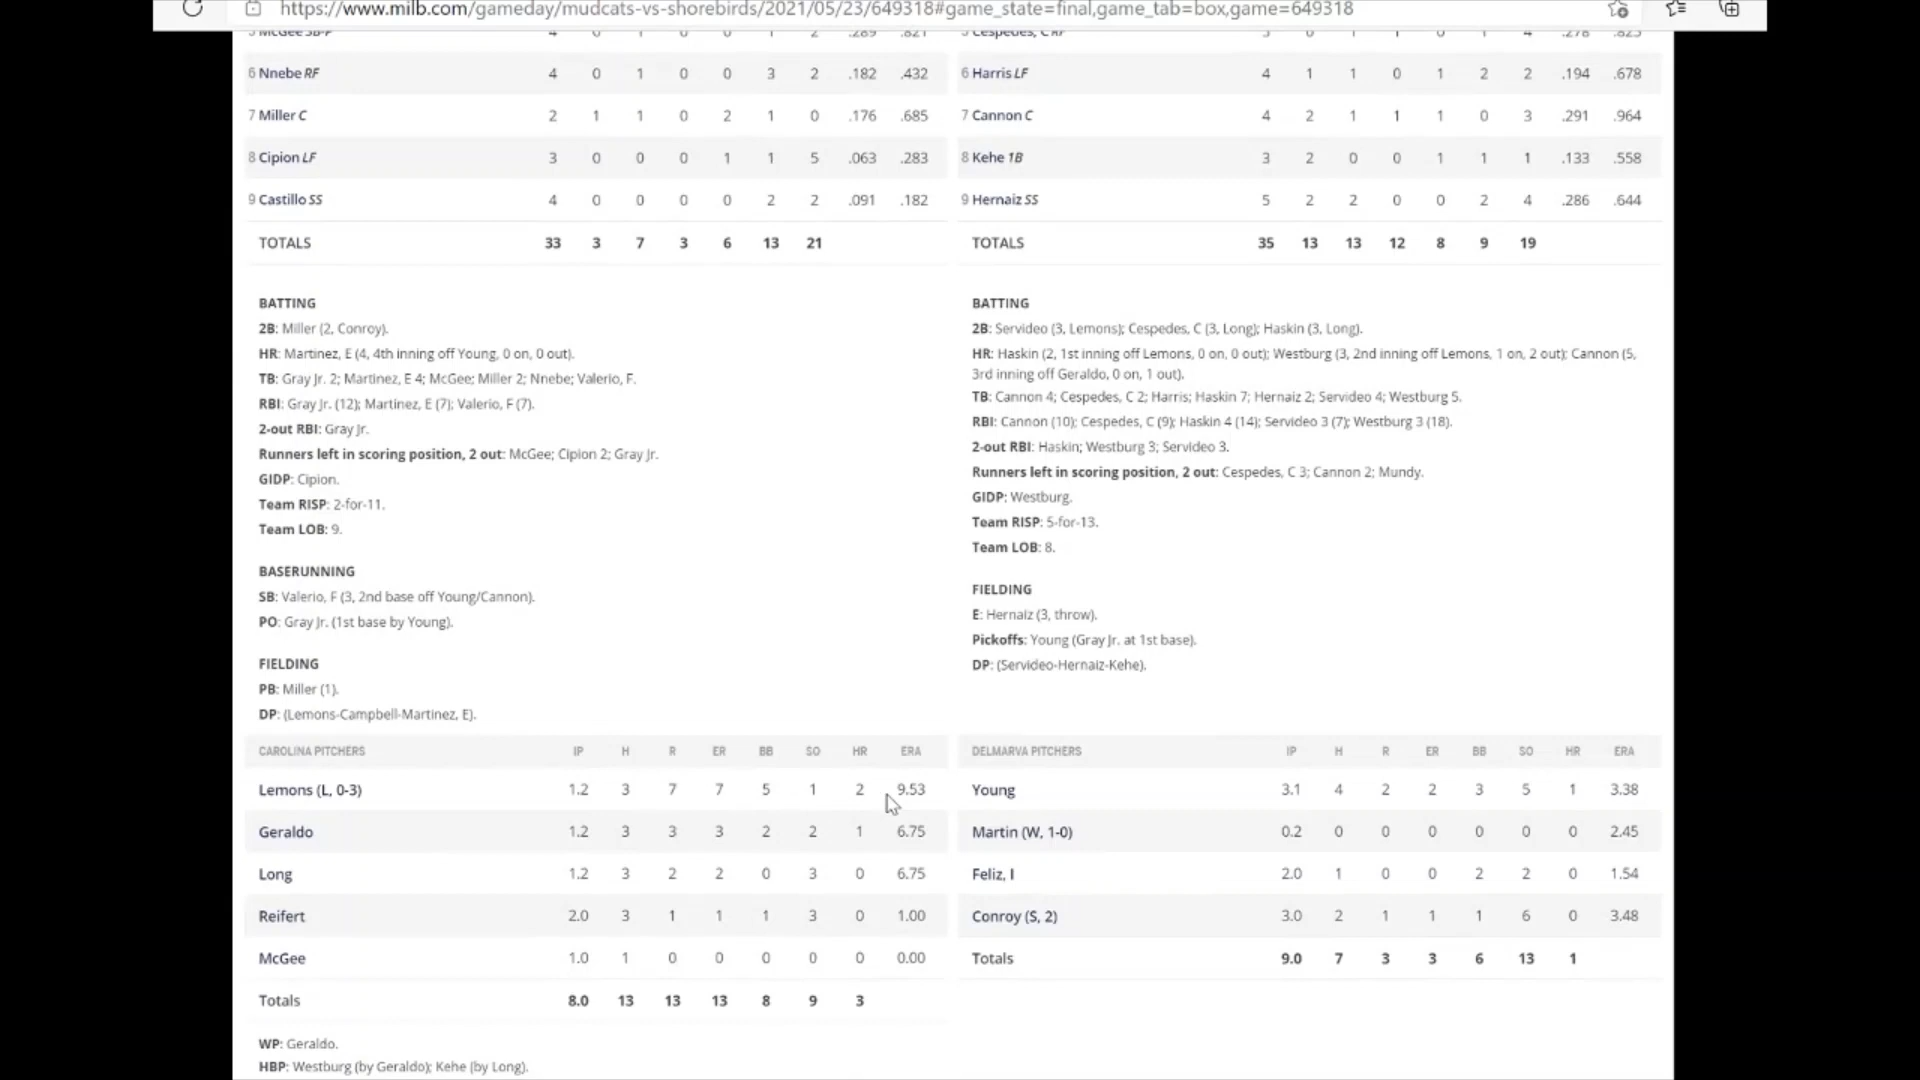 https://www.milb.com/gameday/mudcats-vs-shorebirds/2021/05/23/649318#game_state=final,game_tab=box,game=649318
5 McGee 3B-P 4 0 1 0 0 1 2 .289 .821
6 Nnebe RF 4 0 1 0 0 3 2 .182 .432
7 Miller C 2 1 1 0 2 1 0 .176 .685
8 Cipion LF 3 0 0 0 1 1 5 .063 .283
9 Castillo SS 4 0 0 0 0 2 2 .091 .182
TOTALS 33 3 7 3 6 13 21
BATTING
2B: Miller (2, Conroy).
HR: Martinez, E (4, 4th inning off Young, 0 on, 0 out).
TB: Gray Jr. 2; Martinez, E 4; McGee; Miller 2; Nnebe; Valerio, F.
RBI: Gray Jr. (12); Martinez, E (7); Valerio, F (7).
2-out RBI: Gray Jr.
Runners left in scoring position, 2 out: McGee; Cipion 2; Gray Jr.
GIDP: Cipion.
Team RISP: 2-for-11.
Team LOB: 9.
BASERUNNING
SB: Valerio, F (3, 2nd base off Young/Cannon).
PO: Gray Jr. (1st base by Young).
FIELDING
PB: Miller (1).
DP: (Lemons-Campbell-Martinez, E).
CAROLINA PITCHERS IP H R ER BB SO HR ERA
Lemons (L, 0-3) 1.2 3 7 7 5 1 2 9.53
Geraldo 1.2 3 3 3 2 2 1 6.75
Long 1.2 3 2 2 0 3 0 6.75
Reifert 2.0 3 1 1 1 3 0 1.00
McGee 1.0 1 0 0 0 0 0 0.00
Totals 8.0 13 13 13 8 9 3
WP: Geraldo.
HBP: Westburg (by Geraldo); Kehe (by Long).
Cespedes, C RF 1 1 0 1 4 .278 .823
6 Harris LF 4 1 1 0 1 2 2 .194 .678
7 Cannon C 4 2 1 1 1 0 3 .291 .964
8 Kehe 1B 3 2 0 0 1 1 1 .133 .558
9 Hernaiz SS 5 2 2 0 0 2 4 .286 .644
TOTALS 35 13 13 12 8 9 19
BATTING
2B: Servideo (3, Lemons); Cespedes, C (3, Long); Haskin (3, Long).
HR: Haskin (2, 1st inning off Lemons, 0 on, 0 out); Westburg (3, 2nd inning off Lemons, 1 on, 2 out); Cannon (5,
3rd inning off Geraldo, 0 on, 1 out).
TB: Cannon 4; Cespedes, C 2; Harris; Haskin 7; Hernaiz 2; Servideo 4; Westburg 5.
RBI: Cannon (10); Cespedes, C (9); Haskin 4 (14); Servideo 3 (7); Westburg 3 (18).
2-out RBI: Haskin; Westburg 3; Servideo 3.
Runners left in scoring position, 2 out: Cespedes, C 3; Cannon 2; Mundy.
GIDP: Westburg.
Team RISP: 5-for-13.
Team LOB: 8.
FIELDING
E: Hernaiz (3, throw).
Pickoffs: Young (Gray Jr. at 1st base).
DP: (Servideo-Hernaiz-Kehe).
DELMARVA PITCHERS IP H R ER BB SO HR ERA
Young 3.1 4 2 2 3 5 1 3.38
Martin (W, 1-0) 0.2 0 0 0 0 0 0 2.45
Feliz, I 2.0 1 0 0 2 2 0 1.54
Conroy (S, 2) 3.0 2 1 1 1 6 0 3.48
Totals 9.0 7 3 3 6 13 1